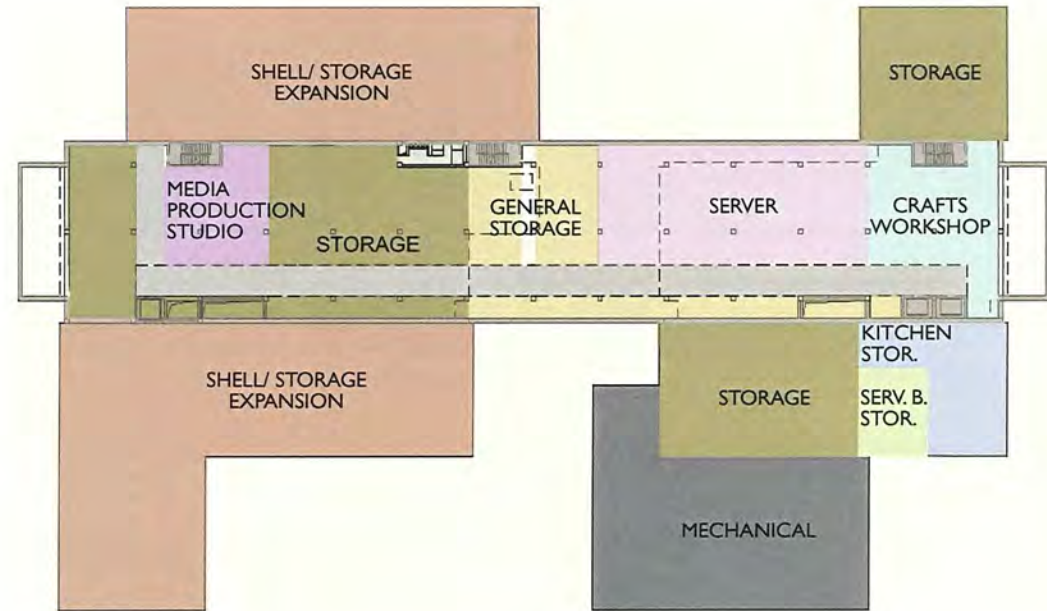 SHELL/ STORAGE
EXPANSION
STORAGE
MEDIA
PRODUCTION
STUDIO
STORAGE
GENERAL
STORAGE
SERVER
CRAFTS
WORKSHOP
SHELL/ STORAGE
EXPANSION
STORAGE
KITCHEN
STOR.
SERV. B.
STOR.
MECHANICAL